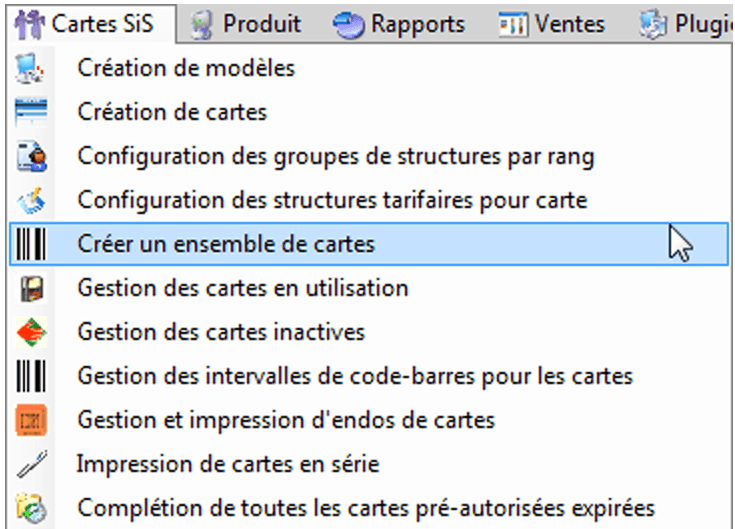 Cartes SiS Produit Rapports Ventes Plugi
Création de modèles
Création de cartes
Configuration des groupes de structures par rang
Configuration des structures tarifaires pour carte
Créer un ensemble de cartes
Gestion des cartes en utilisation
Gestion des cartes inactives
Gestion des intervalles de code-barres pour les cartes
Gestion et impression d'endos de cartes
Impression de cartes en série
Complétion de toutes les cartes pré-autorisées expirées